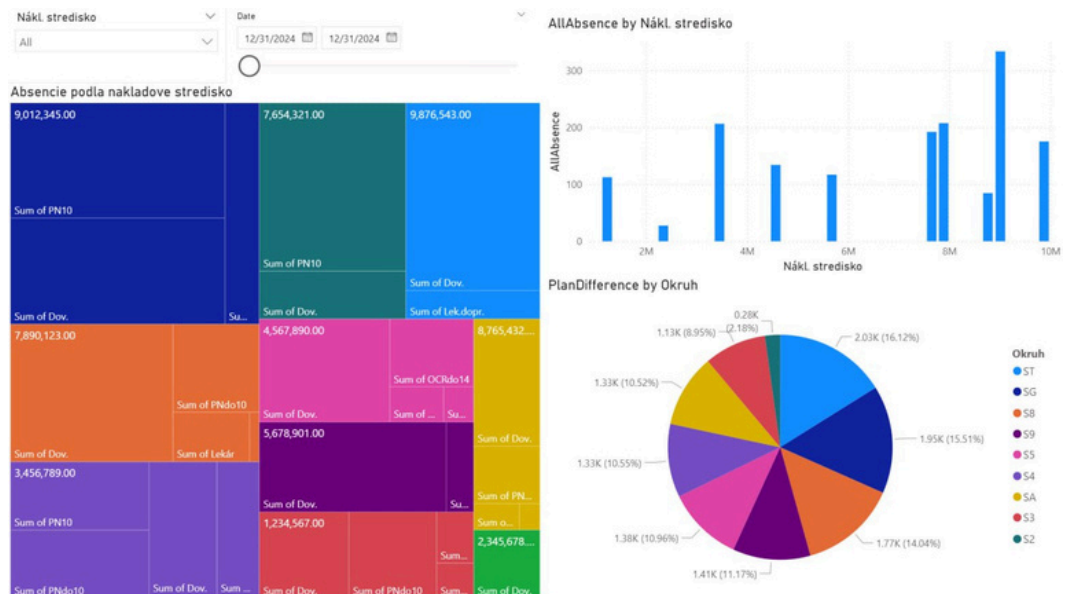 Nákl. stredisko
All
Date
12/31/2024 12/31/2024
Absencie podla nakladove stredisko
9,012,345.00
Sum of PN10
Sum of Dov.
Su...
7,654,321.00
Sum of PN10
Sum of Dov.
9,876,543.00
Sum of Dov.
Sum of Lek.dopr.
7,890,123.00
Sum of Dov.
Sum of PNdo10
Sum of Lekár
4,567,890.00
Sum of Dov.
Sum of OCRdo14
Sum of ...
Su...
8,765,432....
Sum of Dov.
Sum of PN...
Sum o...
5,678,901.00
Sum of Dov.
Su...
3,456,789.00
Sum of PN10
Sum of PNdo10
Sum of Dov.
Sum ...
1,234,567.00
Sum of Dov.
Sum of PNdo10
Sum...
Sum...
2,345,678....
Sum of Dov.
AllAbsence by Nákl. stredisko
AllAbsence
300
200
100
0
2M 4M 6M 8M 10M
Nákl. stredisko
PlanDifference by Okruh
0.28K
(2.18%)
1.13K (8.95%)
2.03K (16.12%)
1.33K (10.52%)
1.95K (15.51%)
1.33K (10.55%)
1.38K (10.96%)
1.77K (14.04%)
1.41K (11.17%)
Okruh
ST
SG
S8
S9
S5
S4
SA
S3
S2